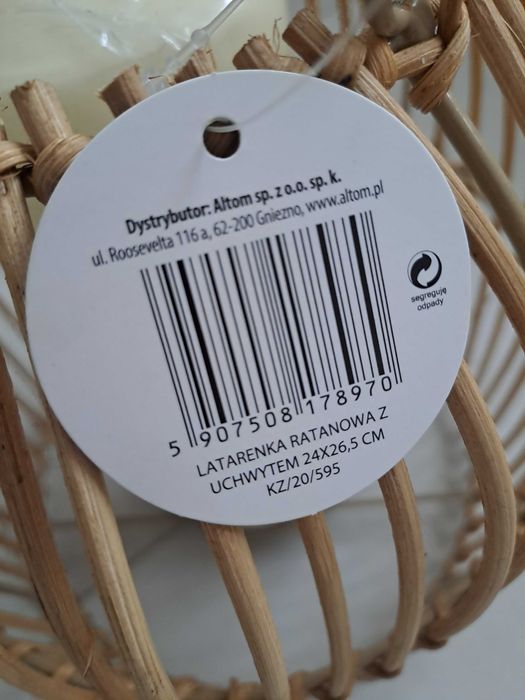 Dystrybutor: Altom sp. z o.o. sp. k.
ul. Roosevelta 116 a, 62-200 Gniezno, www.altom.pl
segreguję
odpady
5 907508 178970
LATARENKA RATANOWA Z
UCHWYTEM 24X26,5 CM
KZ/20/595